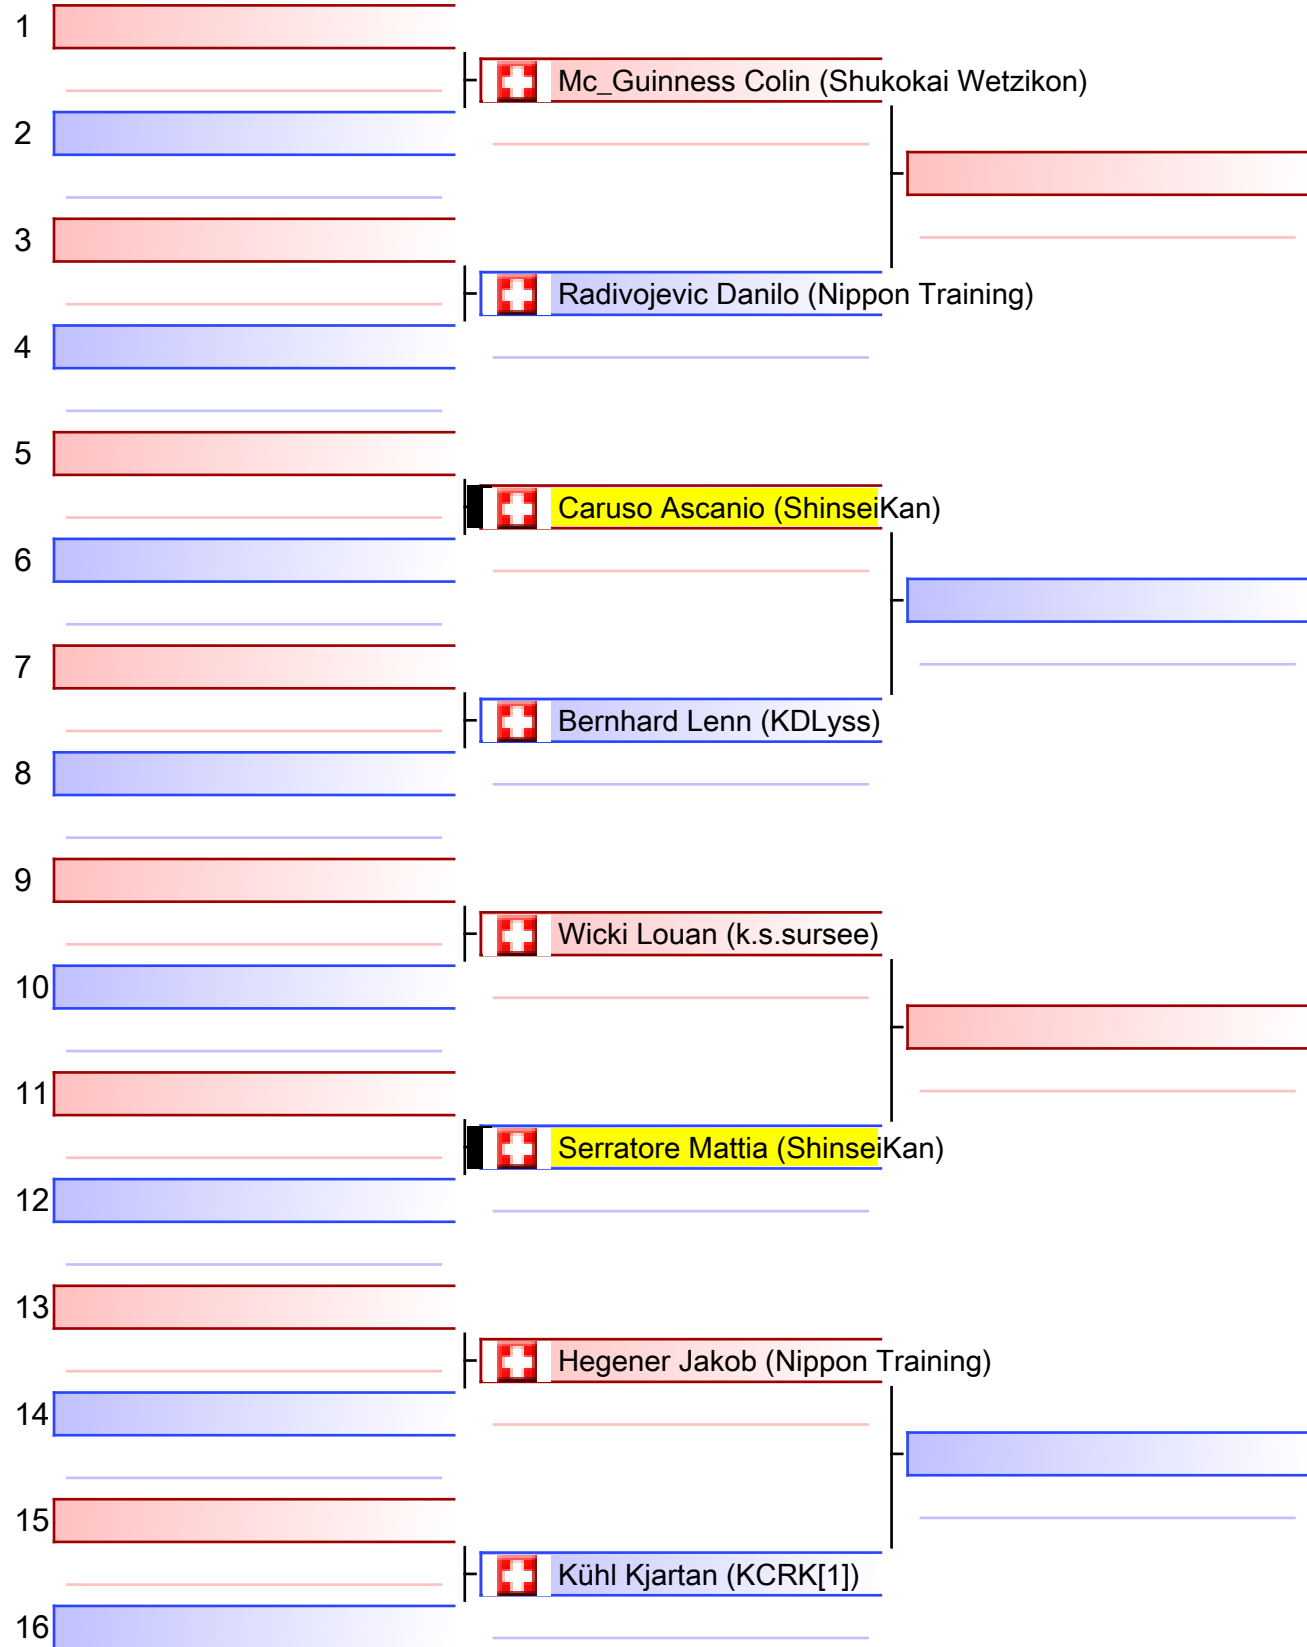 1
Mc_Guinness Colin (Shukokai Wetzikon)
2
3
Radivojevic Danilo (Nippon Training)
4
5
Caruso Ascanio (ShinseiKan)
6
7
Bernhard Lenn (KDLyss)
8
9
Wicki Louan (k.s.sursee)
10
11
Serratore Mattia (ShinseiKan)
12
13
Hegener Jakob (Nippon Training)
14
15
Kühl Kjartan (KCRK[1])
16